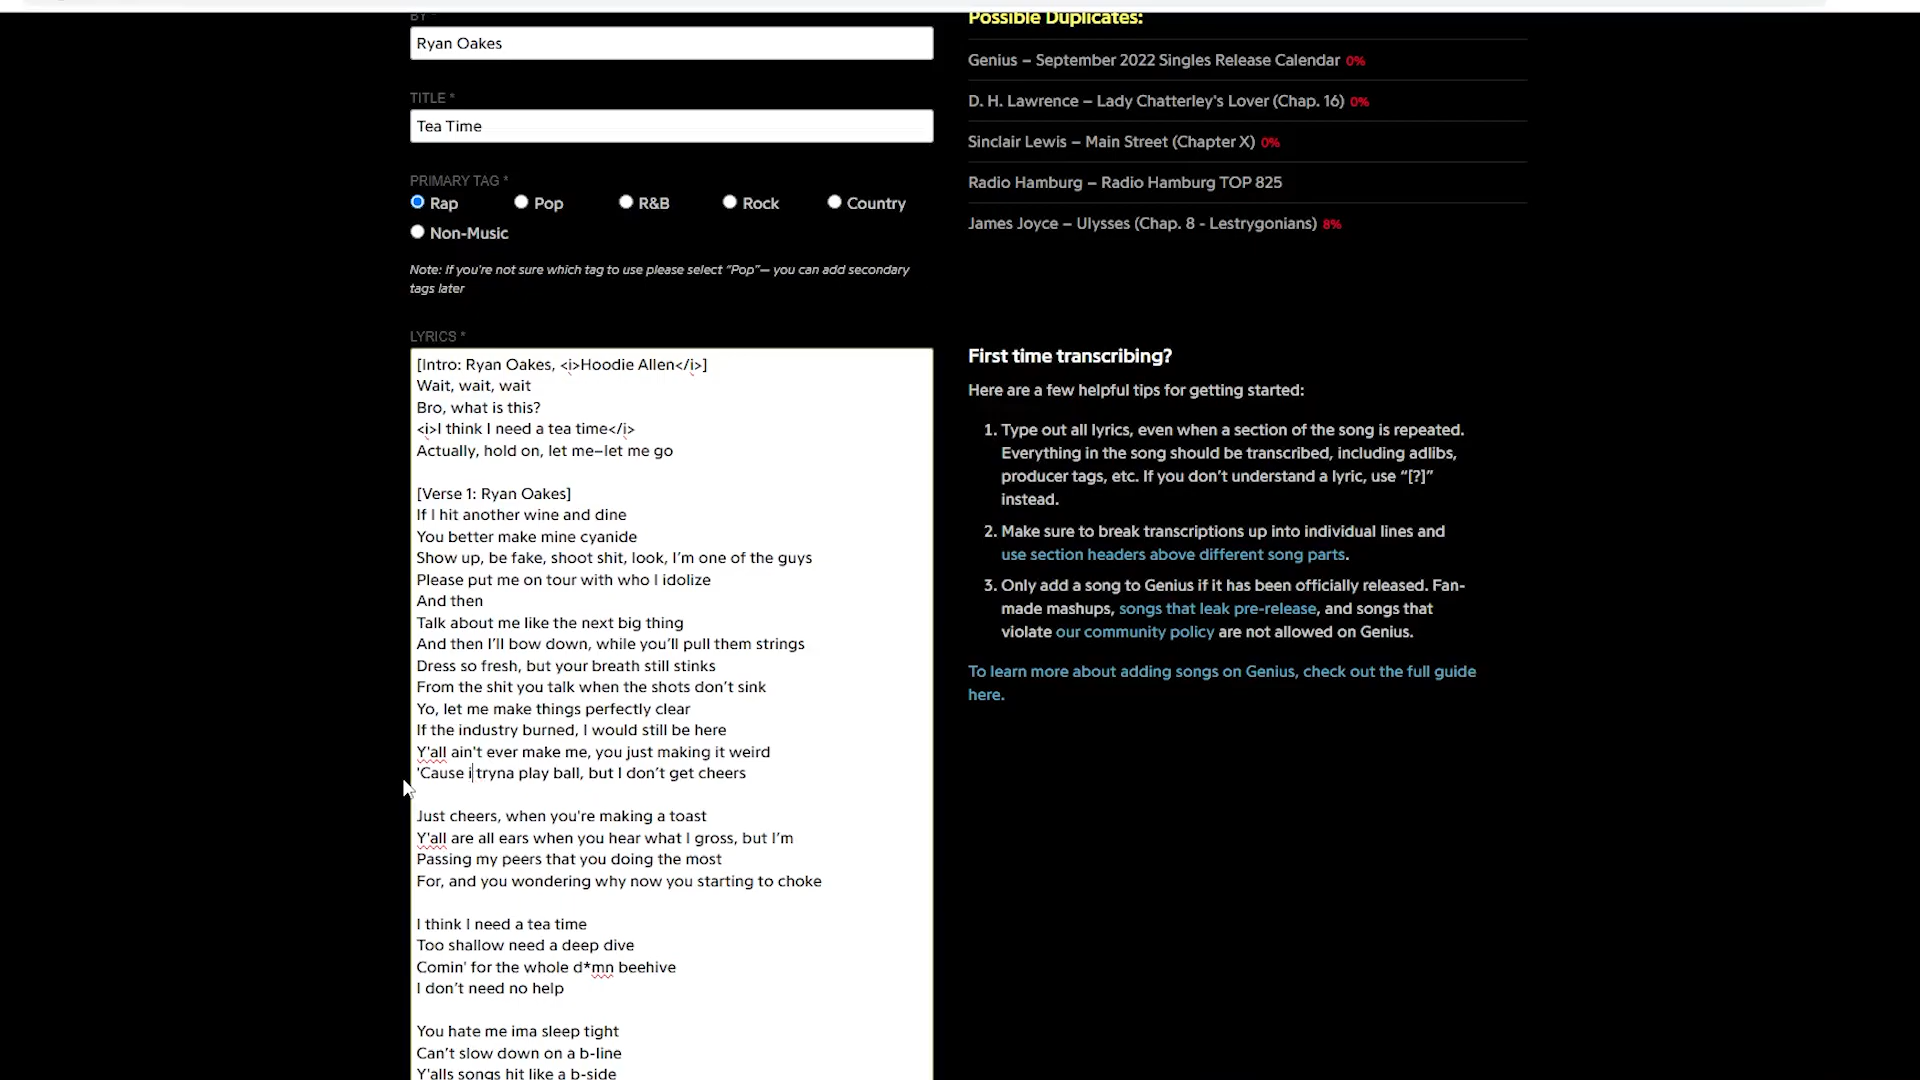 BY *
Ryan Oakes
TITLE *
Tea Time
PRIMARY TAG *
Rap Pop R&B Rock Country
Non-Music
Note: If you're not sure which tag to use please select "Pop"— you can add secondary
tags later
LYRICS *
[Intro: Ryan Oakes, <i>Hoodie Allen</i>]
Wait, wait, wait
Bro, what is this?
<i>I think I need a tea time</i>
Actually, hold on, let me–let me go
[Verse 1: Ryan Oakes]
If I hit another wine and dine
You better make mine cyanide
Show up, be fake, shoot shit, look, I’m one of the guys
Please put me on tour with who I idolize
And then
Talk about me like the next big thing
And then I’ll bow down, while you’ll pull them strings
Dress so fresh, but your breath still stinks
From the shit you talk when the shots don’t sink
Yo, let me make things perfectly clear
If the industry burned, I would still be here
Y'all ain't ever make me, you just making it weird
'Cause i tryna play ball, but I don’t get cheers
Just cheers, when you're making a toast
Y'all are all ears when you hear what I gross, but I’m
Passing my peers that you doing the most
For, and you wondering why now you starting to choke
I think I need a tea time
Too shallow need a deep dive
Comin' for the whole d*mn beehive
I don’t need no help
You hate me ima sleep tight
Can’t slow down on a b-line
Y'alls songs hit like a b-side
Possible Duplicates:
Genius – September 2022 Singles Release Calendar 0%
D. H. Lawrence – Lady Chatterley's Lover (Chap. 16) 0%
Sinclair Lewis – Main Street (Chapter X) 0%
Radio Hamburg – Radio Hamburg TOP 825
James Joyce – Ulysses (Chap. 8 - Lestrygonians) 8%
First time transcribing?
Here are a few helpful tips for getting started:
1. Type out all lyrics, even when a section of the song is repeated.
Everything in the song should be transcribed, including adlibs,
producer tags, etc. If you don’t understand a lyric, use “[?]”
instead.
2. Make sure to break transcriptions up into individual lines and
use section headers above different song parts.
3. Only add a song to Genius if it has been officially released. Fan-
made mashups, songs that leak pre-release, and songs that
violate our community policy are not allowed on Genius.
To learn more about adding songs on Genius, check out the full guide
here.